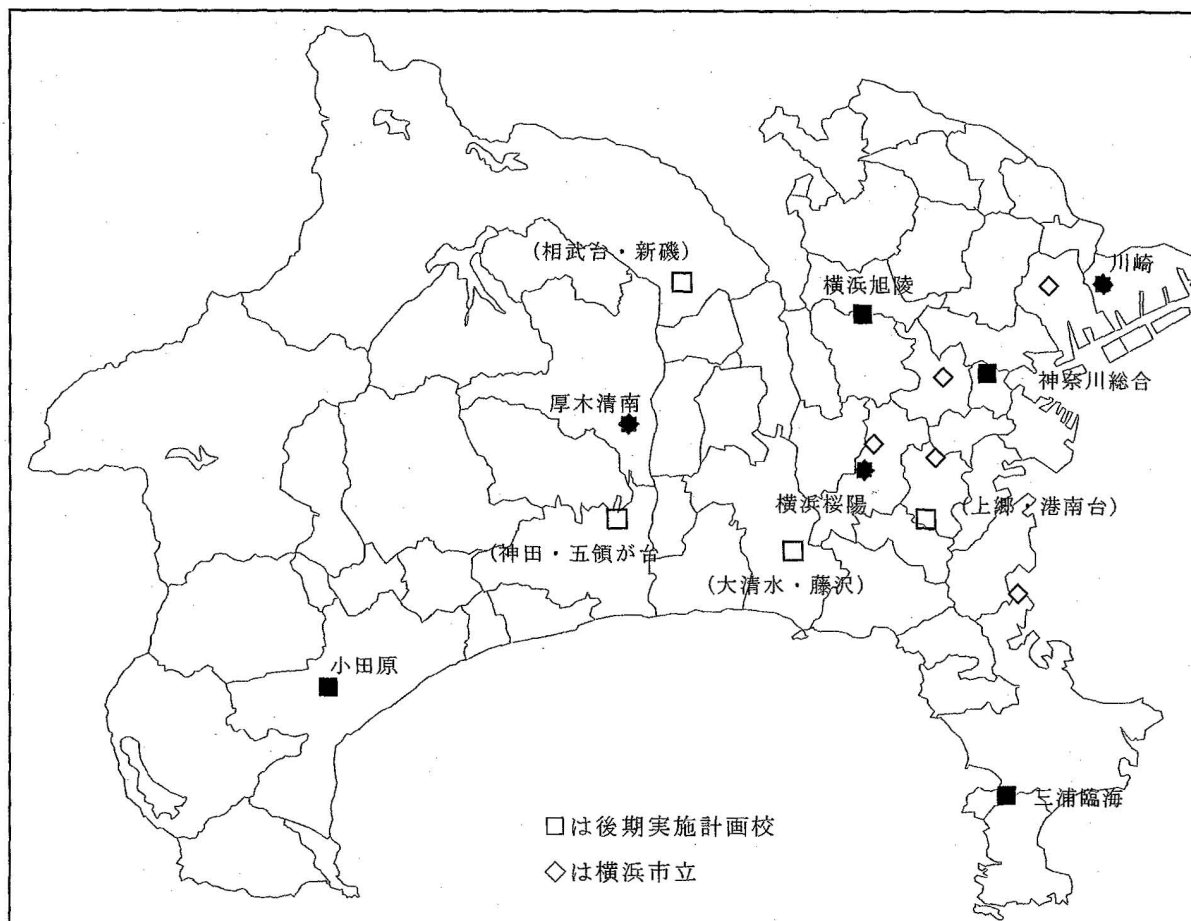 (相武台・新磯)
川崎
横浜旭陵
神奈川総合
厚木清南
横浜桜陽
(上郷・港南台)
(神田・五領が台
(大清水・藤沢)
小田原
三浦臨海
□は後期実施計画校
◇は横浜市立